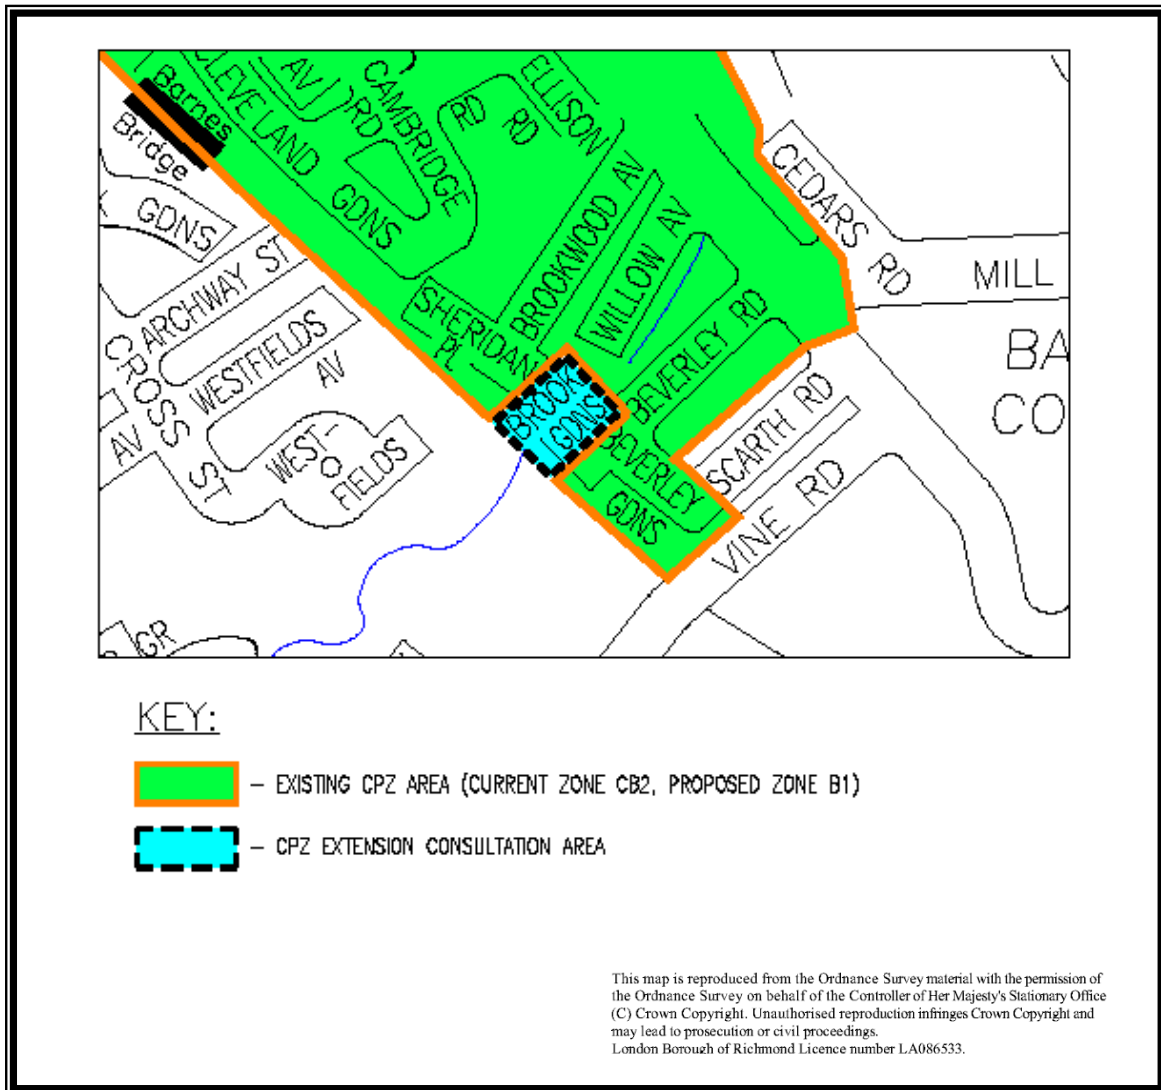 Barnes
Bridge
CLEVELAND GDNS
AV
RD
CAMBRIDGE
RD
RD
ELLISON
BROOKWOOD AV
WILLOW AV
CEDARS RD
MILL
BA
CO
GDNS
ARCHWAY ST
SHERIDAN
PL
WESTFIELDS
AV
CROSS ST
AV
WEST-
O
FIELDS
BROOK
GDNS
BEVERLEY RD
BEVERLEY
GDNS
SCARTH RD
VINE RD
GR
KEY:
– EXISTING CPZ AREA (CURRENT ZONE CB2, PROPOSED ZONE B1)
– CPZ EXTENSION CONSULTATION AREA
This map is reproduced from the Ordnance Survey material with the permission of
the Ordnance Survey on behalf of the Controller of Her Majesty's Stationary Office
(C) Crown Copyright. Unauthorised reproduction infringes Crown Copyright and
may lead to prosecution or civil proceedings.
London Borough of Richmond Licence number LA086533.